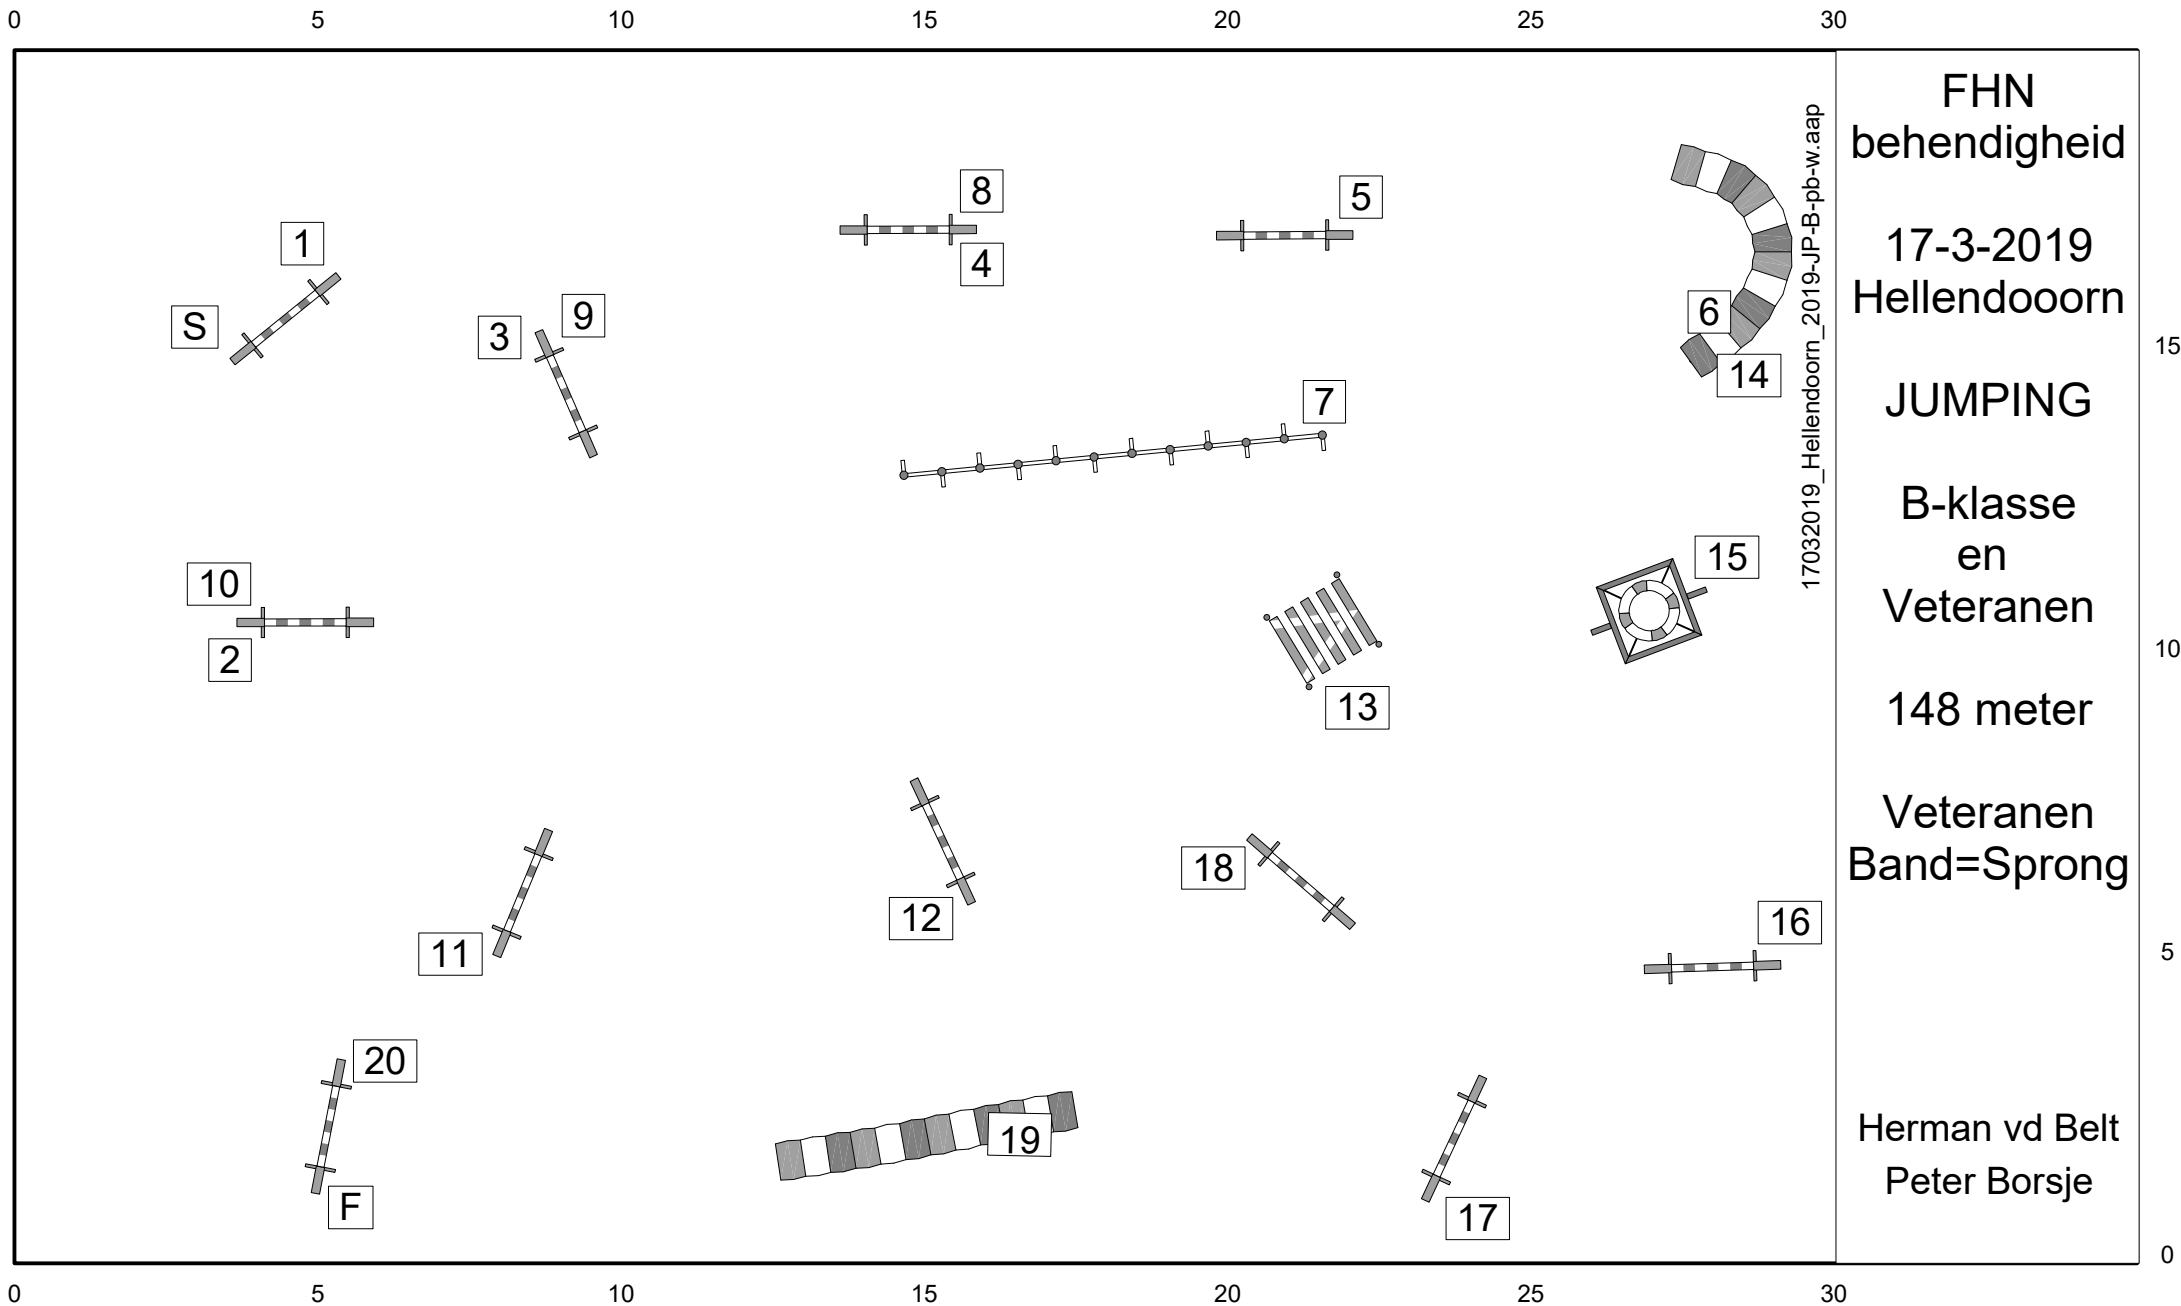 0 5 10 15 20 25 30
FHN
behendigheid
17-3-2019
Hellendooorn
JUMPING
B-klasse
en
Veteranen
148 meter
Veteranen
Band=Sprong
Herman vd Belt
Peter Borsje
17032019_Hellendoorn_2019-JP-B-pb-w.aap
8
5
1
4
S
9
3
6
15
14
7
15
10
10
2
13
18
12
16
11
5
20
19
17
F
0
0 5 10 15 20 25 30